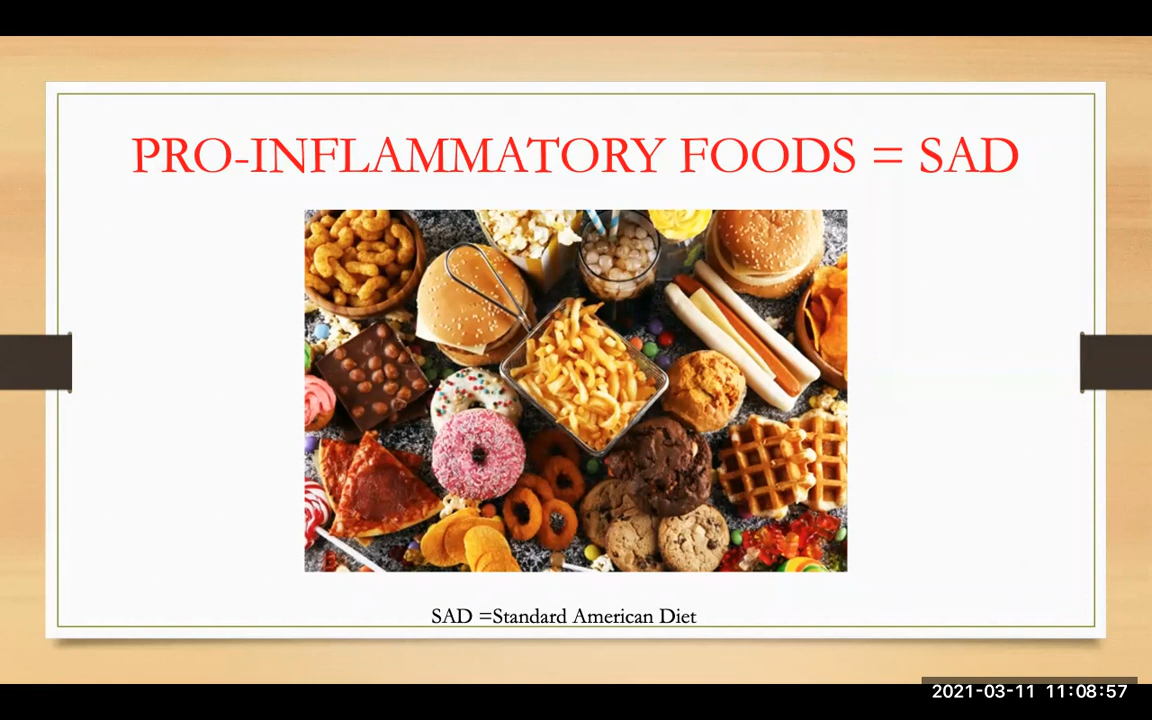 PRO-INFLAMMATORY FOODS = SAD
SAD =Standard American Diet
2021-03-11 11:08:57